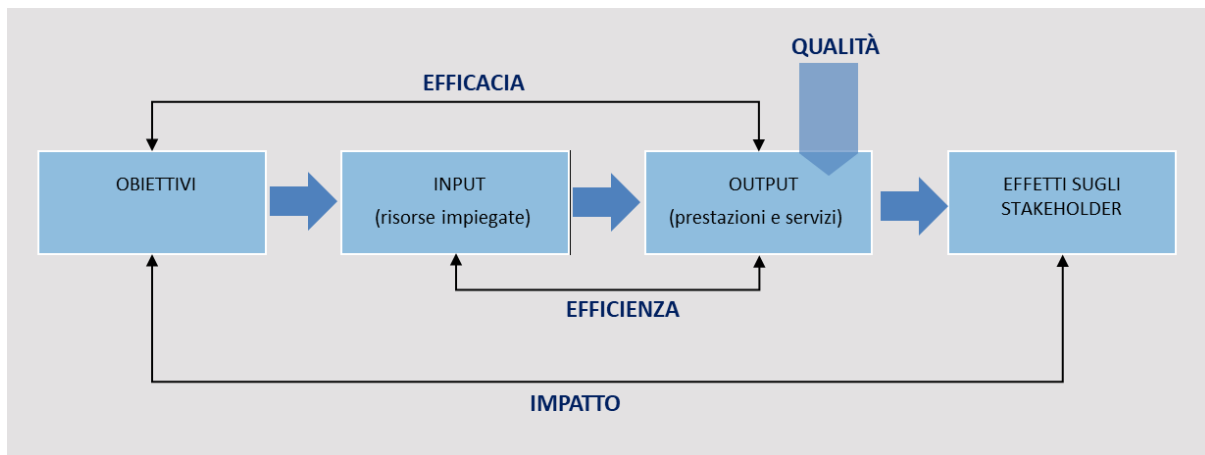 QUALITÀ
EFFICACIA
OBIETTIVI
INPUT
(risorse impiegate)
OUTPUT
(prestazioni e servizi)
EFFETTI SUGLI
STAKEHOLDER
EFFICIENZA
IMPATTO